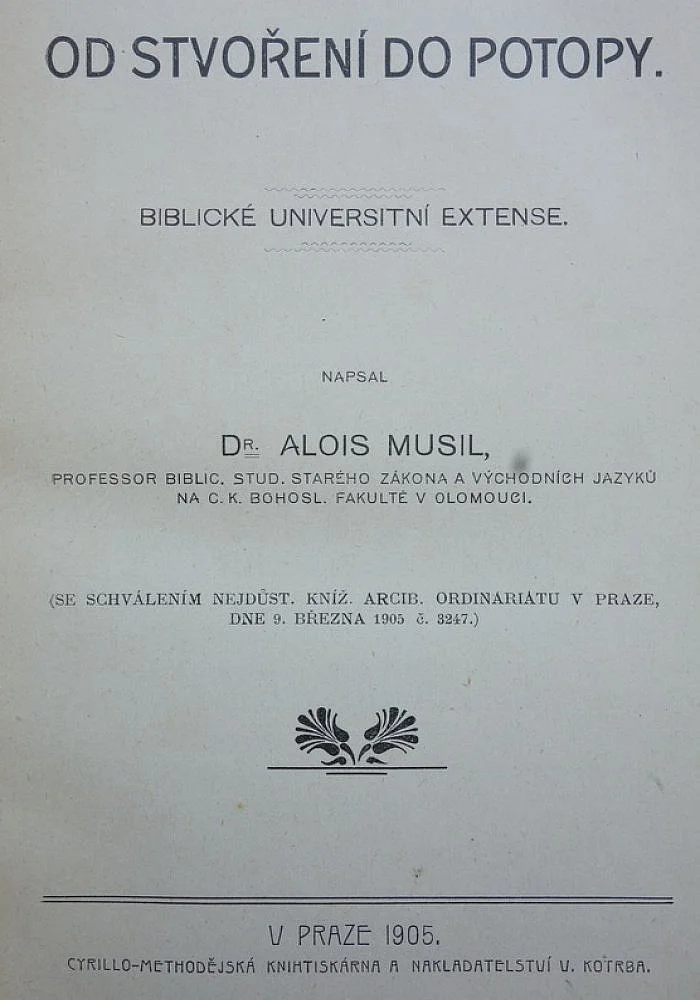 OD STVOŘENÍ DO POTOPY.
BIBLICKÉ UNIVERSITNÍ EXTENSE.
NAPSAL
DR. ALOIS MUSIL,
PROFESSOR BIBLIC. STUD. STARÉHO ZÁKONA A VÝCHODNÍCH JAZYKŮ
NA C. K. BOHOSL. FAKULTĚ V OLOMOUCI.
(SE SCHVÁLENÍM NEJDŮST. KNÍŽ. ARCIB. ORDINARIÁTU V PRAZE,
DNE 9. BŘEZNA 1905 č. 3247.)
V PRAZE 1905.
CYRILLO-METHODĚJSKÁ KNIHTISKÁRNA A NAKLADATELSTVÍ V. KOTRBA.